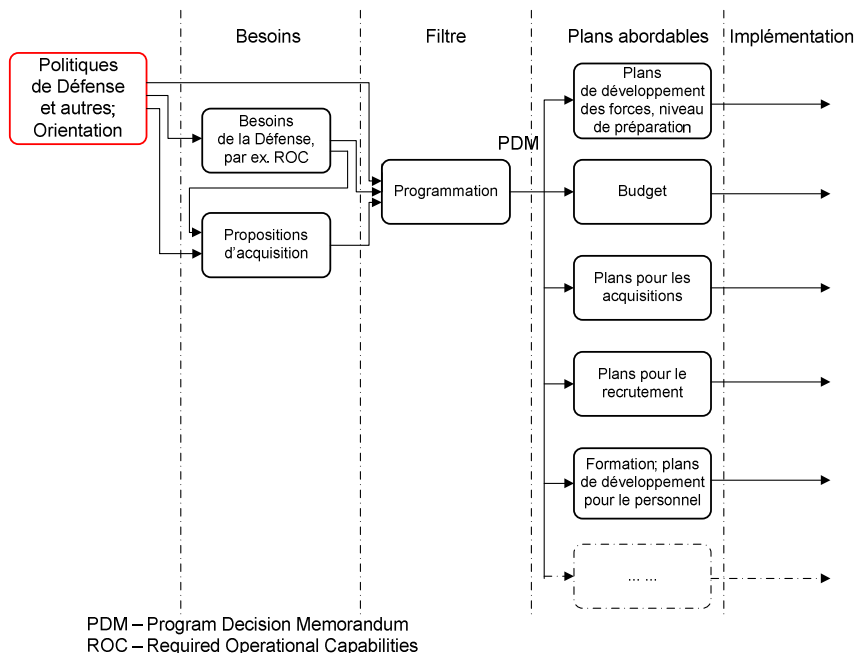 Besoins
Filtre
Plans abordables
Implémentation
Politiques
de Défense
et autres;
Orientation
Besoins
de la Défense,
par ex. ROC
Propositions
d'acquisition
Programmation
PDM
Plans
de développement
des forces, niveau
de préparation
Budget
Plans pour les
acquisitions
Plans pour le
recrutement
Formation; plans
de développement
pour le personnel
... ...
PDM – Program Decision Memorandum
ROC – Required Operational Capabilities